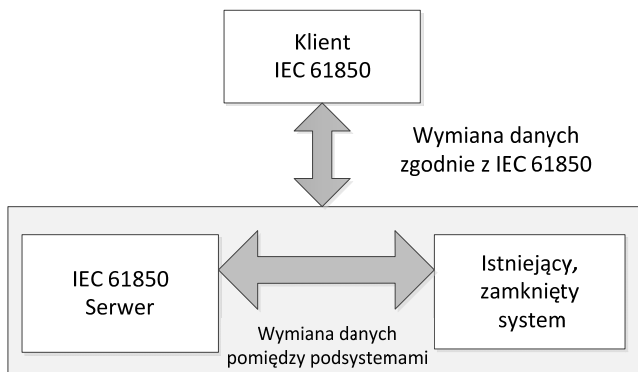 Klient
IEC 61850
Wymiana danych
zgodnie z IEC 61850
IEC 61850
Serwer
Istniejący,
zamknięty
system
Wymiana danych
pomiędzy podsystemami